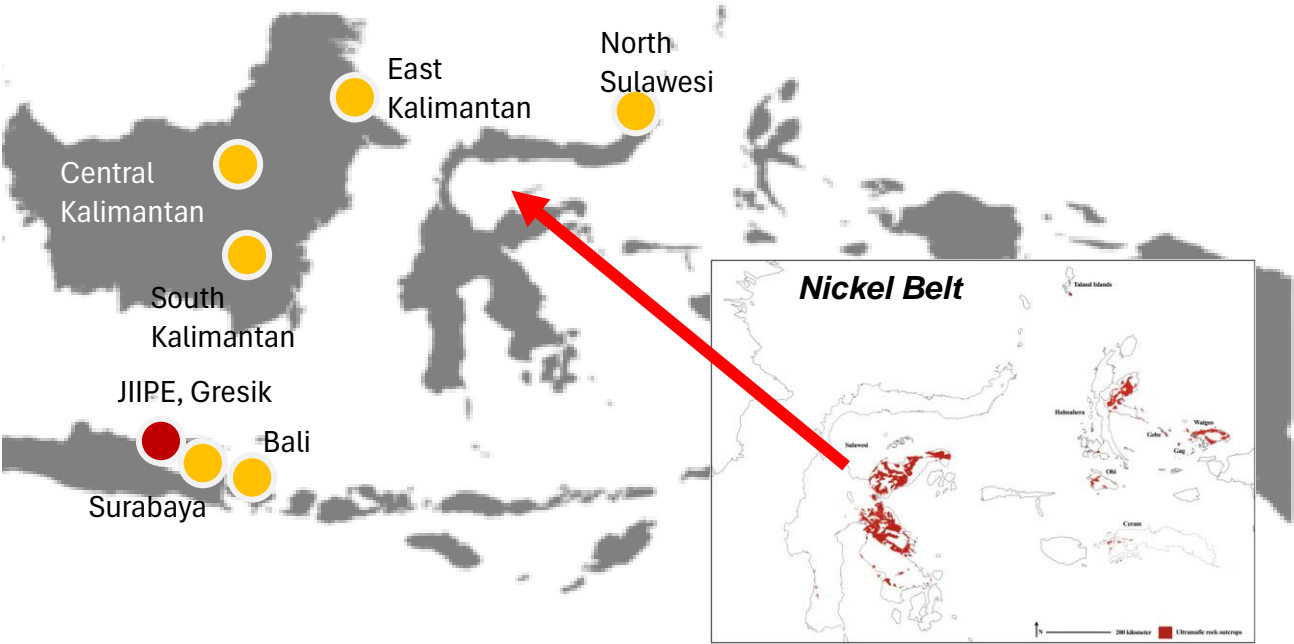 North
Sulawesi
East
Kalimantan
Central
Kalimantan
South
Kalimantan
JIIPE, Gresik
Bali
Surabaya
Nickel Belt
Talaud Islands
Halmahera
Sulawesi
Gebe
Waigeo
Gag
Obi
Ceram
N
200 kilometer
Ultramafic rock outcrops